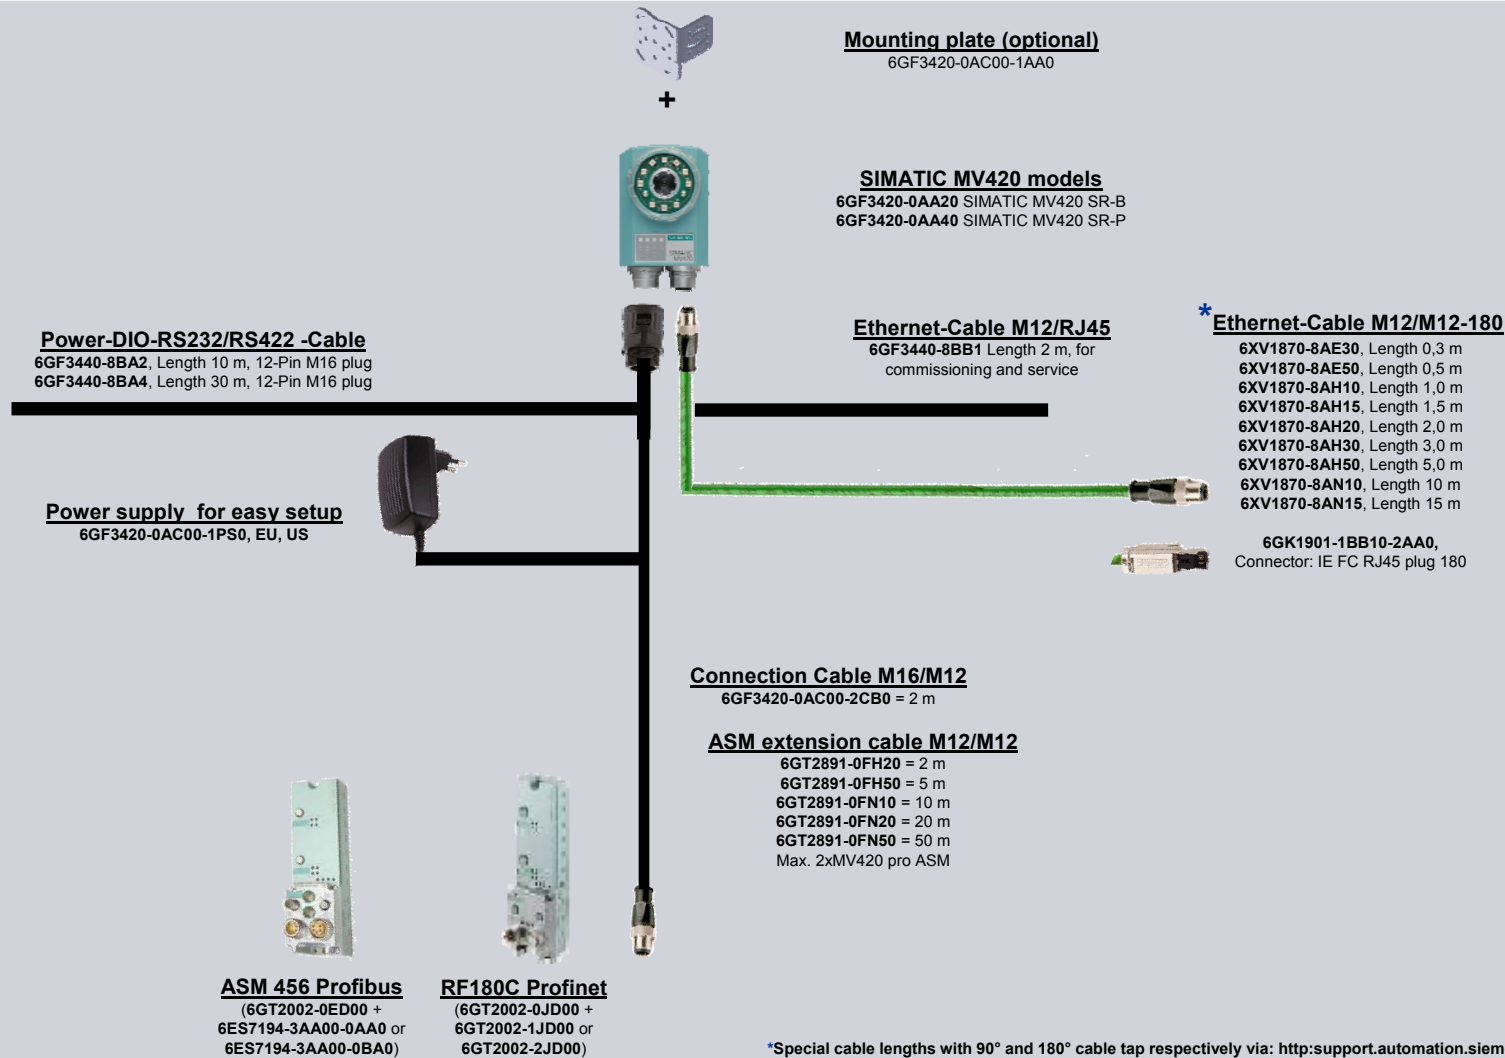 Mounting plate (optional)
6GF3420-0AC00-1AA0
+
SIMATIC MV420 models
6GF3420-0AA20 SIMATIC MV420 SR-B
6GF3420-0AA40 SIMATIC MV420 SR-P
Power-DIO-RS232/RS422 -Cable
6GF3440-8BA2, Length 10 m, 12-Pin M16 plug
6GF3440-8BA4, Length 30 m, 12-Pin M16 plug
Ethernet-Cable M12/RJ45
6GF3440-8BB1 Length 2 m, for
commissioning and service
*Ethernet-Cable M12/M12-180
6XV1870-8AE30, Length 0,3 m
6XV1870-8AE50, Length 0,5 m
6XV1870-8AH10, Length 1,0 m
6XV1870-8AH15, Length 1,5 m
6XV1870-8AH20, Length 2,0 m
6XV1870-8AH30, Length 3,0 m
6XV1870-8AH50, Length 5,0 m
6XV1870-8AN10, Length 10 m
6XV1870-8AN15, Length 15 m
6GK1901-1BB10-2AA0,
Connector: IE FC RJ45 plug 180
Power supply for easy setup
6GF3420-0AC00-1PS0, EU, US
Connection Cable M16/M12
6GF3420-0AC00-2CB0 = 2 m
ASM extension cable M12/M12
6GT2891-0FH20 = 2 m
6GT2891-0FH50 = 5 m
6GT2891-0FN10 = 10 m
6GT2891-0FN20 = 20 m
6GT2891-0FN50 = 50 m
Max. 2xMV420 pro ASM
ASM 456 Profibus
(6GT2002-0ED00 +
6ES7194-3AA00-0AA0 or
6ES7194-3AA00-0BA0)
RF180C Profinet
(6GT2002-0JD00 +
6GT2002-1JD00 or
6GT2002-2JD00)
*Special cable lengths with 90° and 180° cable tap respectively via: http:support.automation.siem